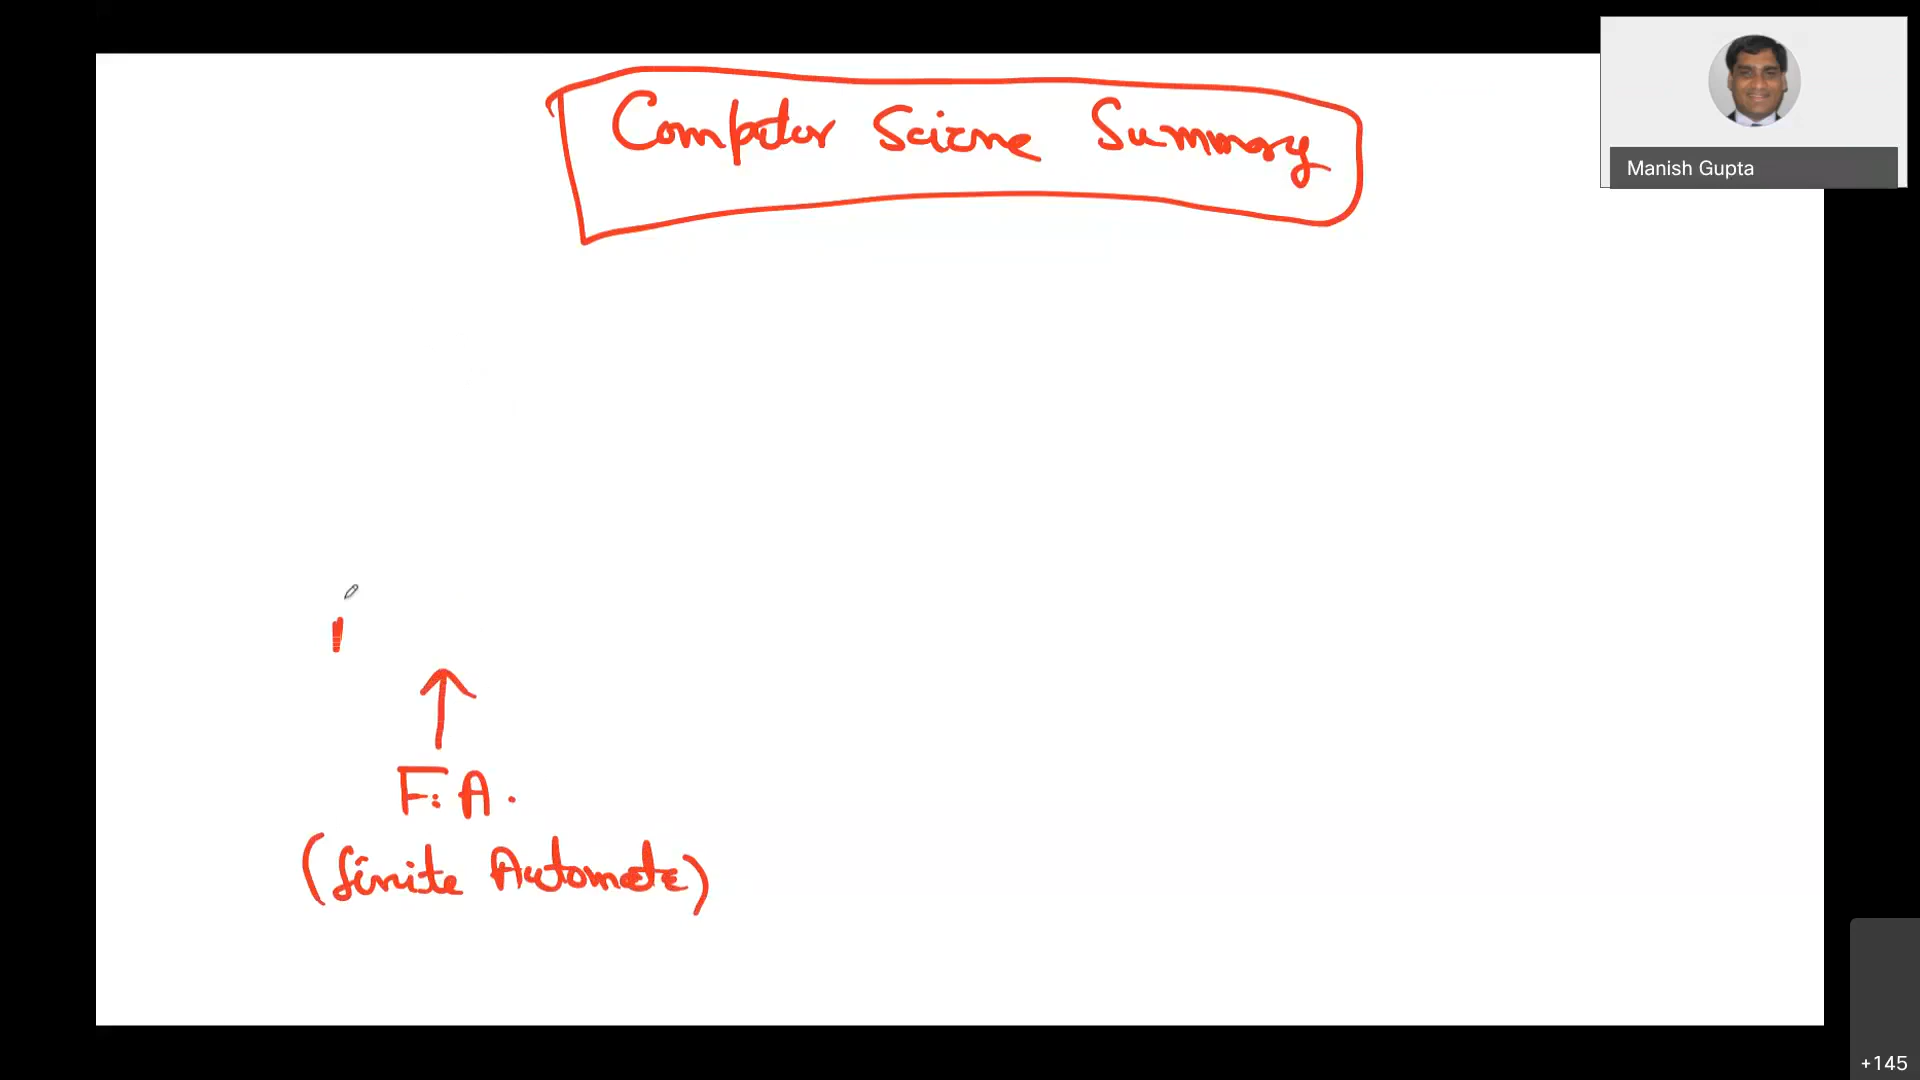 Computer Science Summary
Manish Gupta
F.A.
(finite Automata)
+145